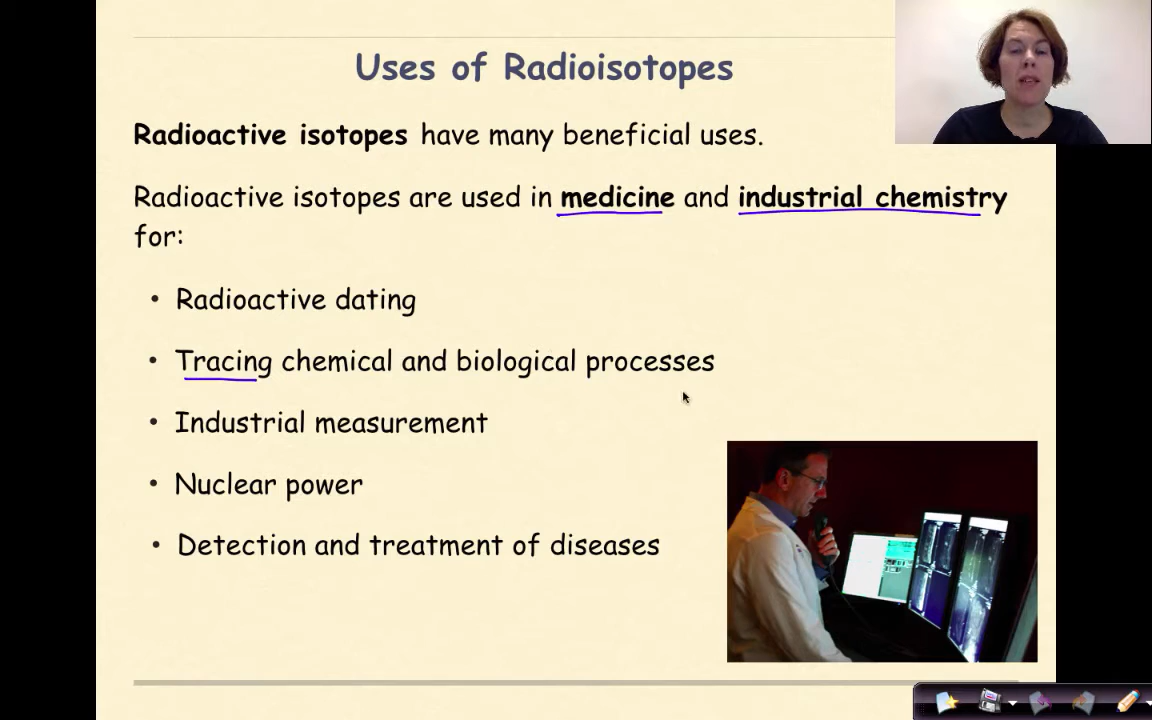 Uses of Radioisotopes
Radioactive isotopes have many beneficial uses.
Radioactive isotopes are used in medicine and industrial chemistry
for:
• Radioactive dating
• Tracing chemical and biological processes
• Industrial measurement
• Nuclear power
• Detection and treatment of diseases